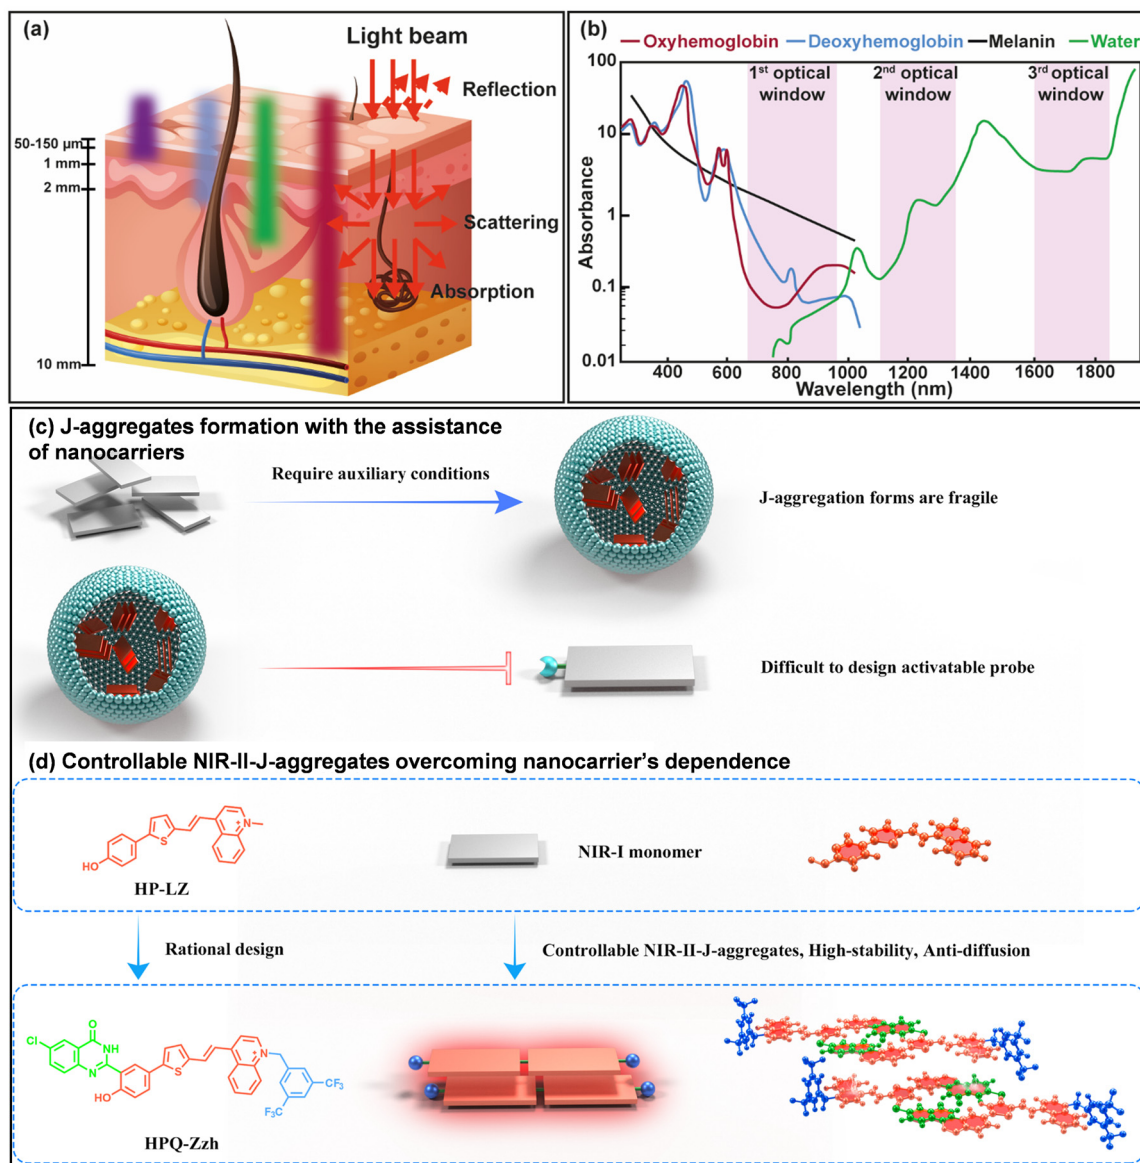 (a)
Light beam
Reflection
50-150 µm
1 mm
2 mm
Scattering
Absorption
10 mm
(b)
Oxyhemoglobin Deoxyhemoglobin Melanin Water
1st optical window
2nd optical window
3rd optical window
100
10
1
0.1
0.01
Absorbance
400 600 800 1000 1200 1400 1600 1800
Wavelength (nm)
(c) J-aggregates formation with the assistance
of nanocarriers
Require auxiliary conditions
J-aggregation forms are fragile
Difficult to design activatable probe
(d) Controllable NIR-II-J-aggregates overcoming nanocarrier's dependence
HO
S
N+
HP-LZ
NIR-I monomer
Rational design
Controllable NIR-II-J-aggregates, High-stability, Anti-diffusion
O
Cl
NH
N
HO
S
N+
CF3
F3C
HPQ-Zzh